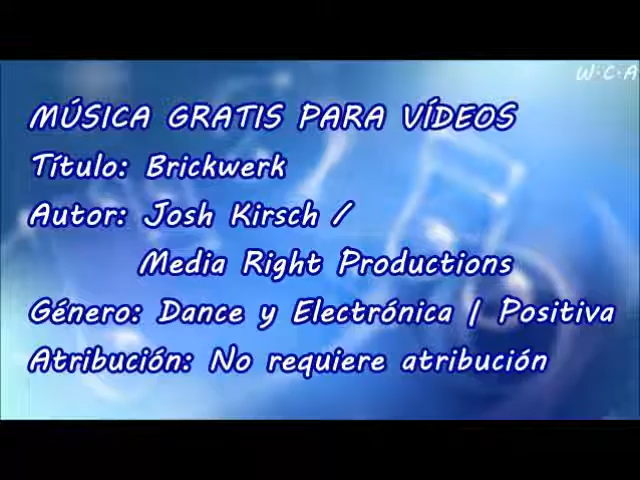 W.C.A
MÚSICA GRATIS PARA VÍDEOS
Título: Brickwerk
Autor: Josh Kirsch /
Media Right Productions
Género: Dance y Electrónica | Positiva
Atribución: No requiere atribución